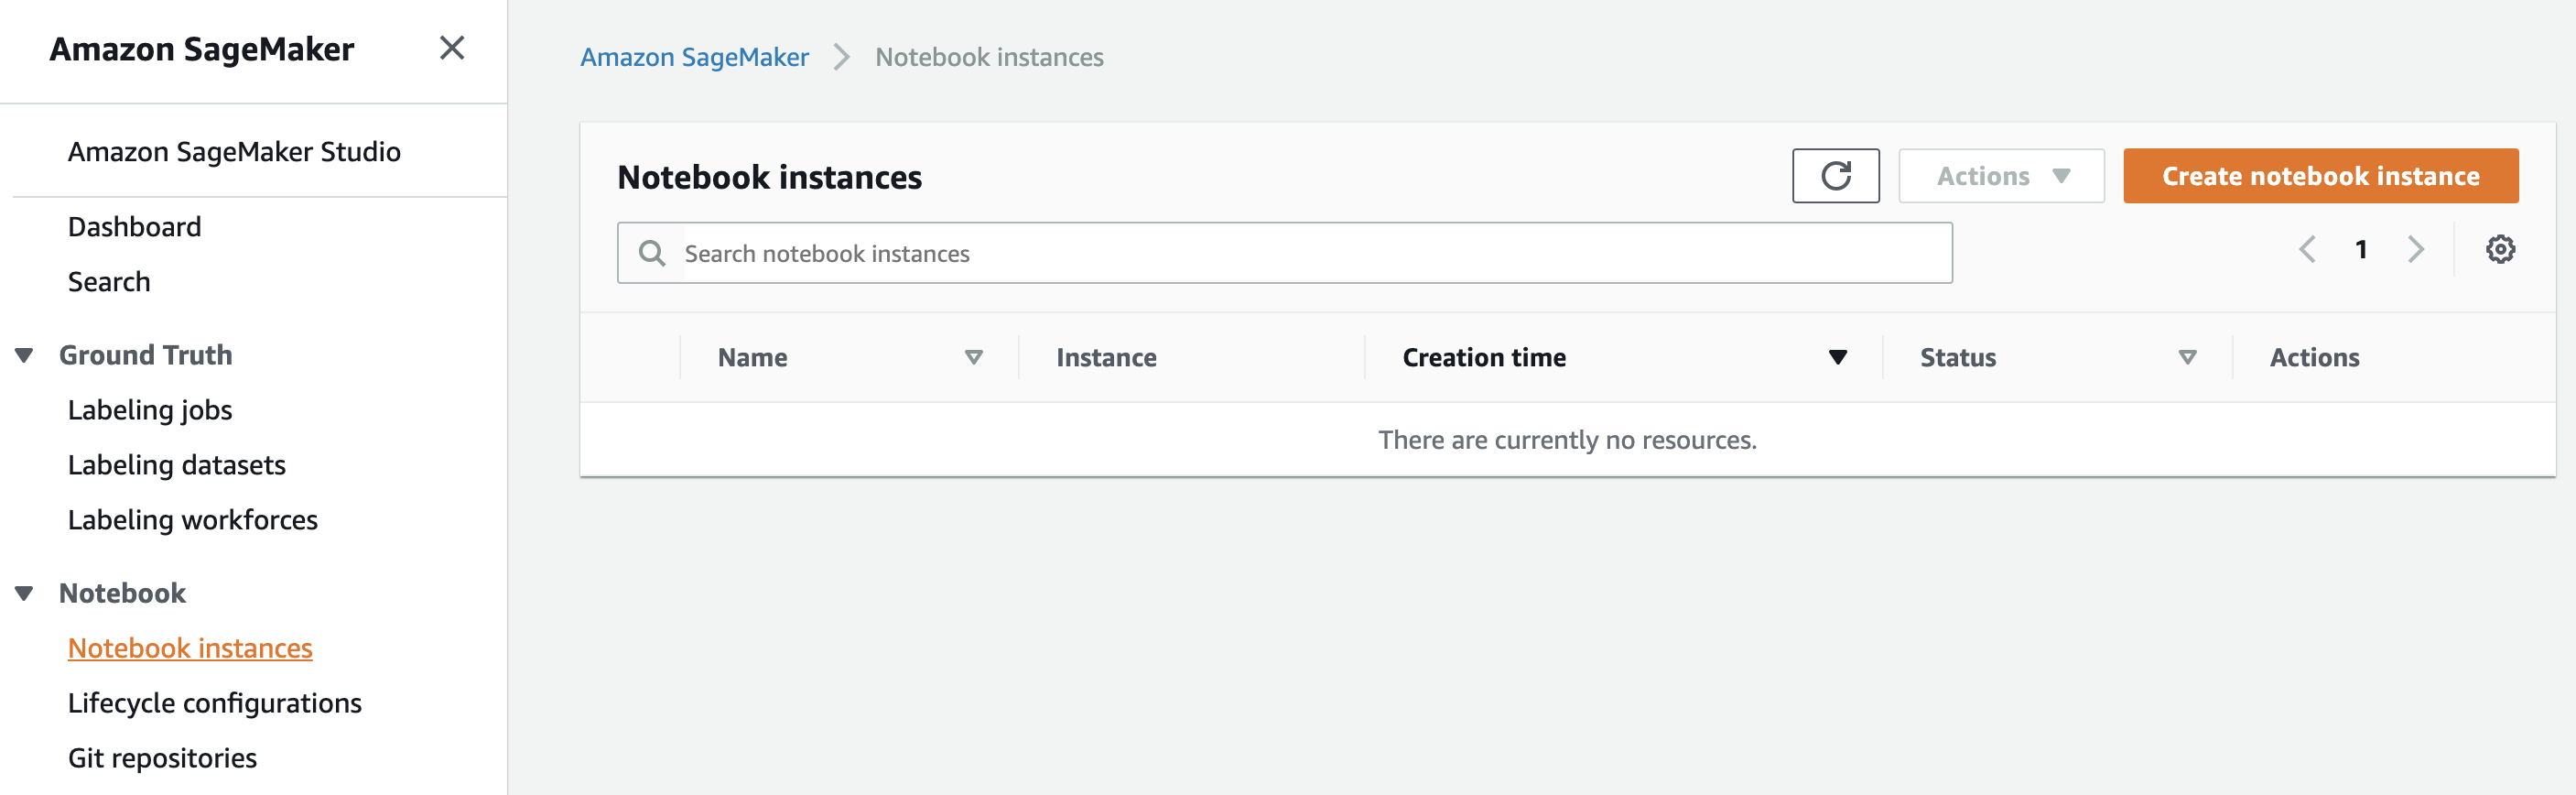 Amazon SageMaker
Amazon SageMaker Studio
Dashboard
Search
Ground Truth
Labeling jobs
Labeling datasets
Labeling workforces
Notebook
Notebook instances
Lifecycle configurations
Git repositories
Amazon SageMaker > Notebook instances
Notebook instances
Actions
Create notebook instance
Search notebook instances
1
Name Instance Creation time Status Actions
There are currently no resources.